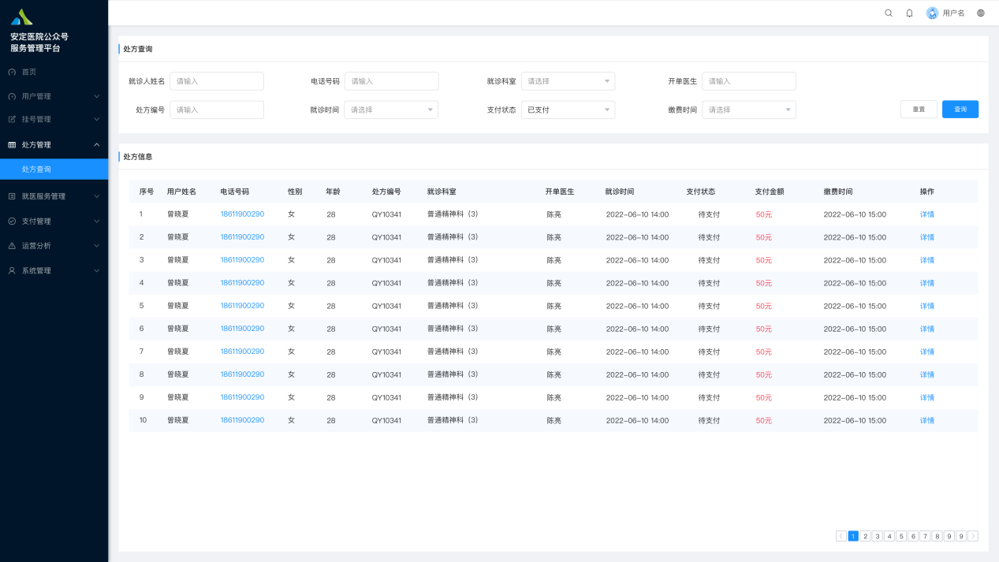 安定医院公众号
服务管理平台
首页
用户管理
挂号管理
处方管理
处方查询
就医服务管理
支付管理
运营分析
系统管理
用户名
处方查询
就诊人姓名 请输入 电话号码 请输入 就诊科室 请选择 开单医生 请输入
处方编号 请输入 就诊时间 请选择 支付状态 已支付 缴费时间 请选择 重置 查询
处方信息
序号 用户姓名 电话号码 性别 年龄 处方编号 就诊科室 开单医生 就诊时间 支付状态 支付金额 缴费时间 操作
1 曾晓夏 18611900290 女 28 QY10341 普通精神科（3） 陈亮 2022-06-10 14:00 待支付 50元 2022-06-10 15:00 详情
2 曾晓夏 18611900290 女 28 QY10341 普通精神科（3） 陈亮 2022-06-10 14:00 待支付 50元 2022-06-10 15:00 详情
3 曾晓夏 18611900290 女 28 QY10341 普通精神科（3） 陈亮 2022-06-10 14:00 待支付 50元 2022-06-10 15:00 详情
4 曾晓夏 18611900290 女 28 QY10341 普通精神科（3） 陈亮 2022-06-10 14:00 待支付 50元 2022-06-10 15:00 详情
5 曾晓夏 18611900290 女 28 QY10341 普通精神科（3） 陈亮 2022-06-10 14:00 待支付 50元 2022-06-10 15:00 详情
6 曾晓夏 18611900290 女 28 QY10341 普通精神科（3） 陈亮 2022-06-10 14:00 待支付 50元 2022-06-10 15:00 详情
7 曾晓夏 18611900290 女 28 QY10341 普通精神科（3） 陈亮 2022-06-10 14:00 待支付 50元 2022-06-10 15:00 详情
8 曾晓夏 18611900290 女 28 QY10341 普通精神科（3） 陈亮 2022-06-10 14:00 待支付 50元 2022-06-10 15:00 详情
9 曾晓夏 18611900290 女 28 QY10341 普通精神科（3） 陈亮 2022-06-10 14:00 待支付 50元 2022-06-10 15:00 详情
10 曾晓夏 18611900290 女 28 QY10341 普通精神科（3） 陈亮 2022-06-10 14:00 待支付 50元 2022-06-10 15:00 详情
1 2 3 4 5 6 7 8 9 9